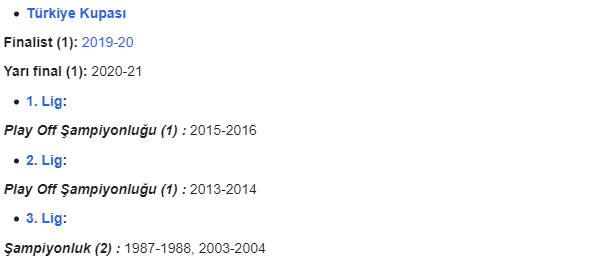 • Türkiye Kupası
Finalist (1): 2019-20
Yarı final (1): 2020-21
• 1. Lig:
Play Off Şampiyonluğu (1) : 2015-2016
• 2. Lig:
Play Off Şampiyonluğu (1) : 2013-2014
• 3. Lig:
Şampiyonluk (2) : 1987-1988, 2003-2004